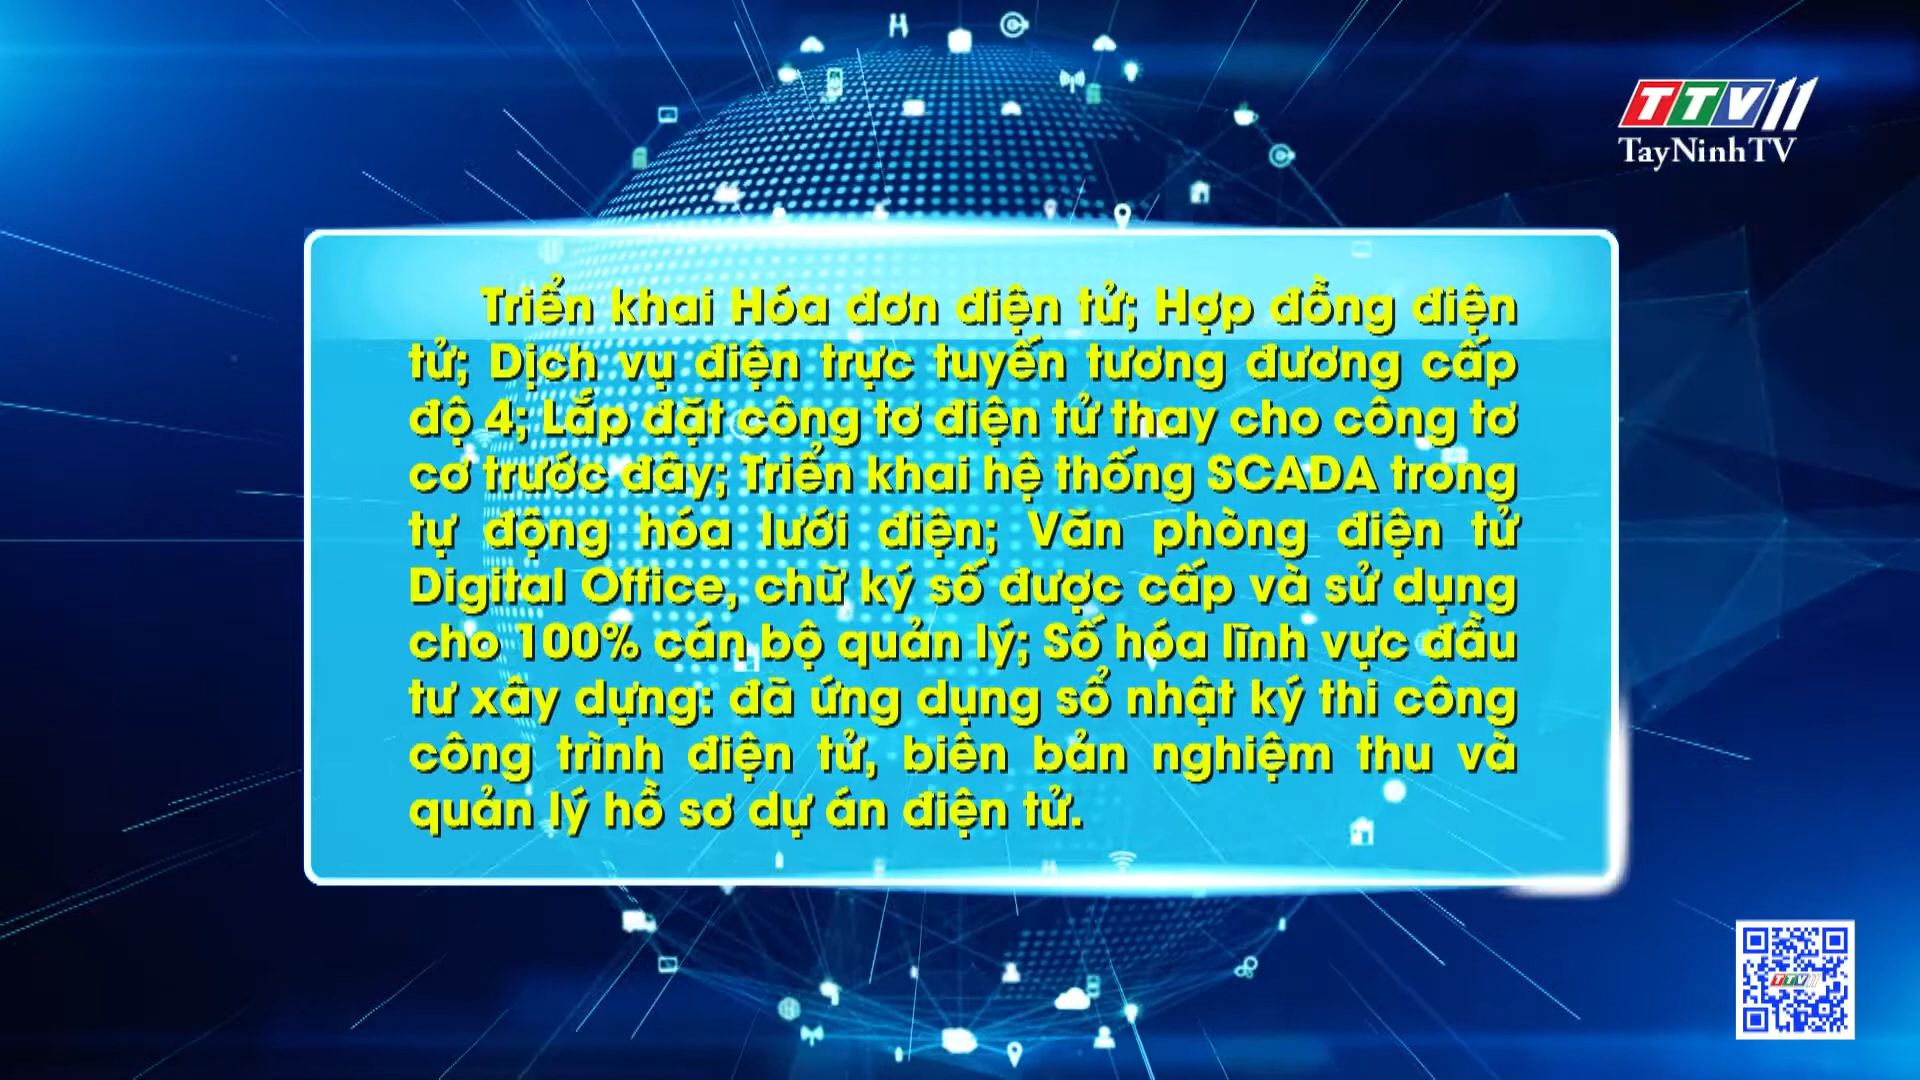 TTV11
TayNinhTV
Triển khai Hóa đơn điện tử; Hợp đồng điện
tử; Dịch vụ điện trực tuyến tương đương cấp
độ 4; Lắp đặt công tơ điện tử thay cho công tơ
cơ trước đây; Triển khai hệ thống SCADA trong
tự động hóa lưới điện; Văn phòng điện tử
Digital Office, chữ ký số được cấp và sử dụng
cho 100% cán bộ quản lý; Số hóa lĩnh vực đầu
tư xây dựng: đã ứng dụng sổ nhật ký thi công
công trình điện tử, biên bản nghiệm thu và
quản lý hồ sơ dự án điện tử.
TTV11